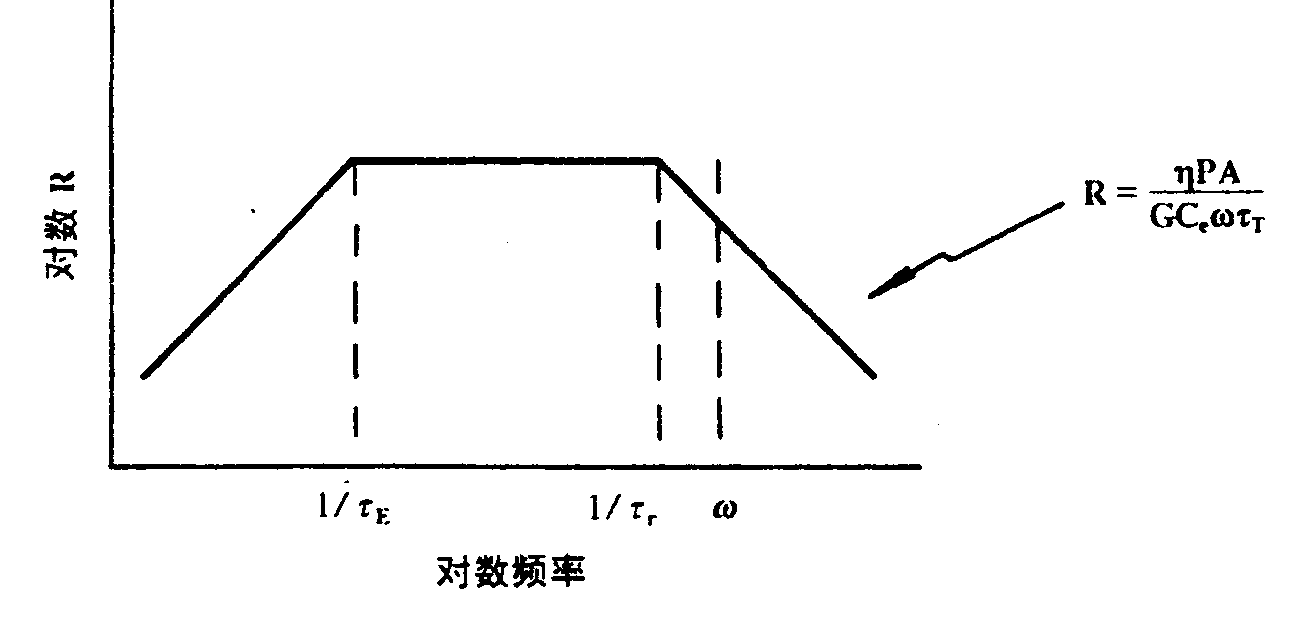 对数 R
R = ηPA / GCₑωτ_T
1/τ_E
1/τ_r
ω
对数频率